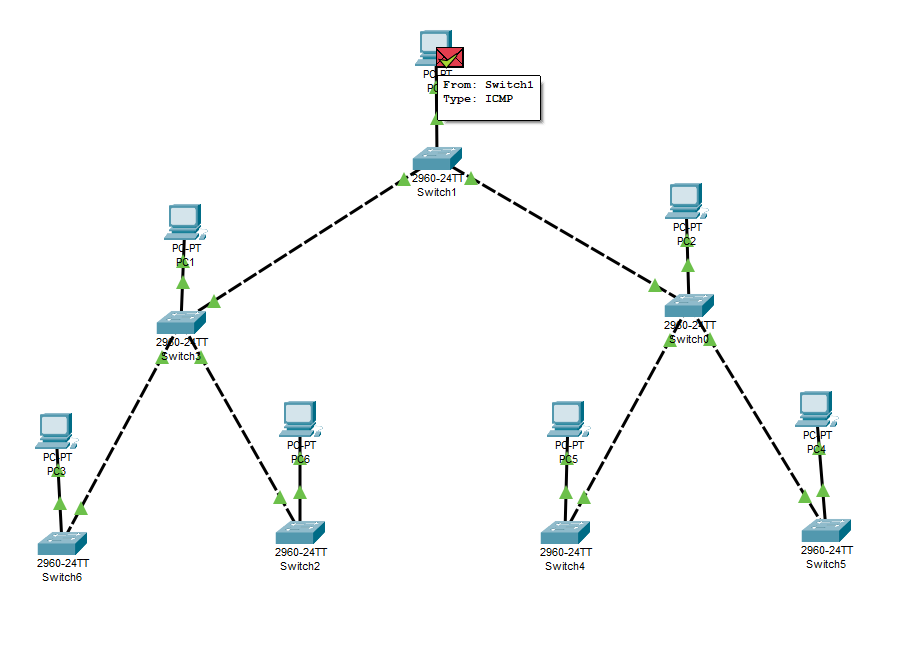 PC-PT
From: Switch1
Type: ICMP
2960-24TT
Switch1
PC-PT
PC1
PC-PT
PC2
2960-24TT
Switch3
2960-24TT
Switch0
PC-PT
PC3
PC-PT
PC6
PC-PT
PC5
PC-PT
PC4
2960-24TT
Switch6
2960-24TT
Switch2
2960-24TT
Switch4
2960-24TT
Switch5